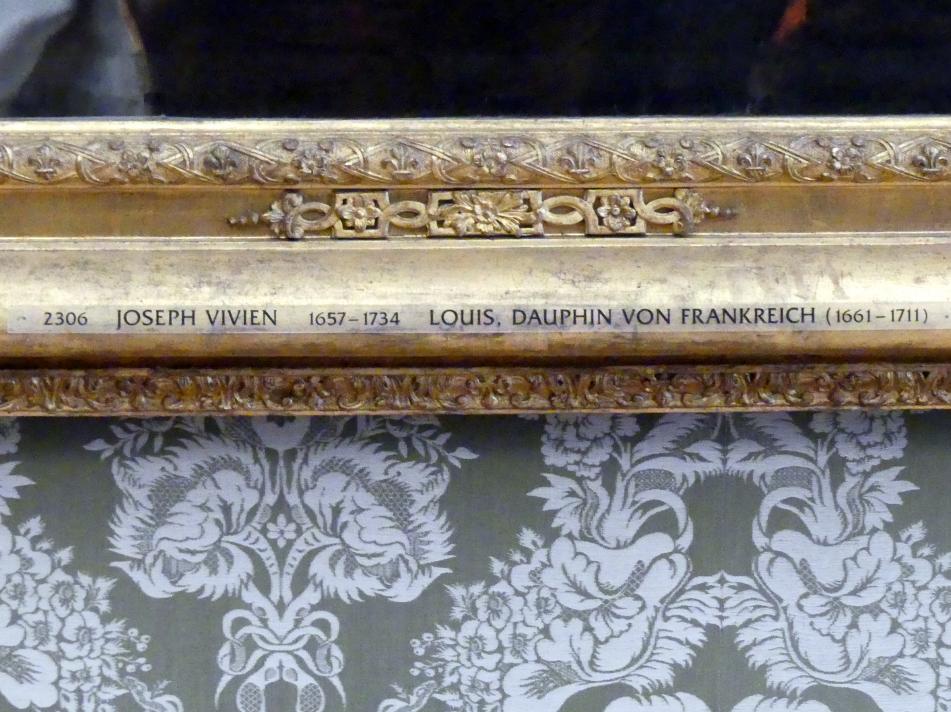 2306 JOSEPH VIVIEN 1657–1734 LOUIS, DAUPHIN VON FRANKREICH (1661–1711)